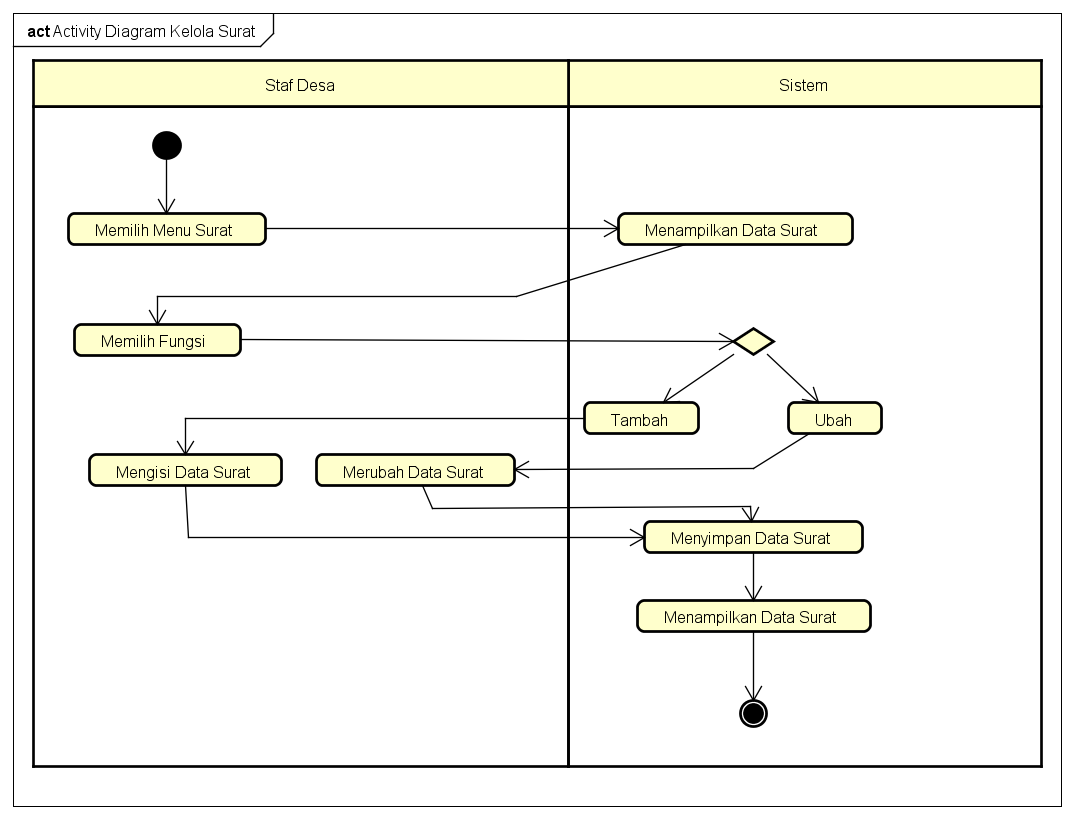 act Activity Diagram Kelola Surat
Staf Desa
Sistem
Memilih Menu Surat
Menampilkan Data Surat
Memilih Fungsi
Tambah
Ubah
Mengisi Data Surat
Merubah Data Surat
Menyimpan Data Surat
Menampilkan Data Surat